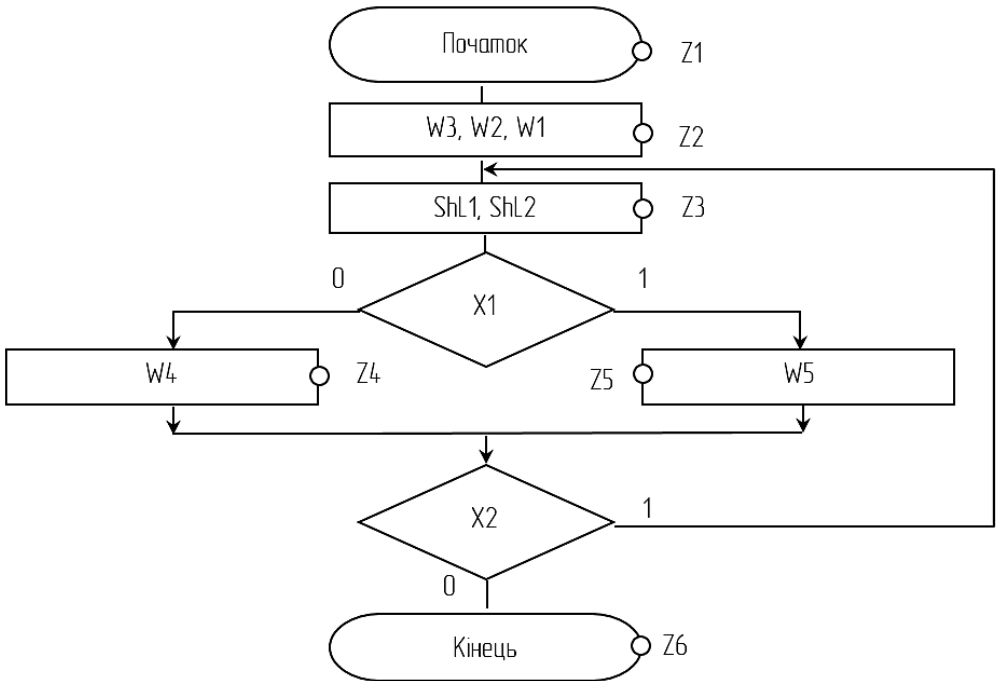 Початок
Z1
W3, W2, W1
Z2
ShL1, ShL2
Z3
0
1
X1
W4
Z4
Z5
W5
X2
1
0
Кінець
Z6